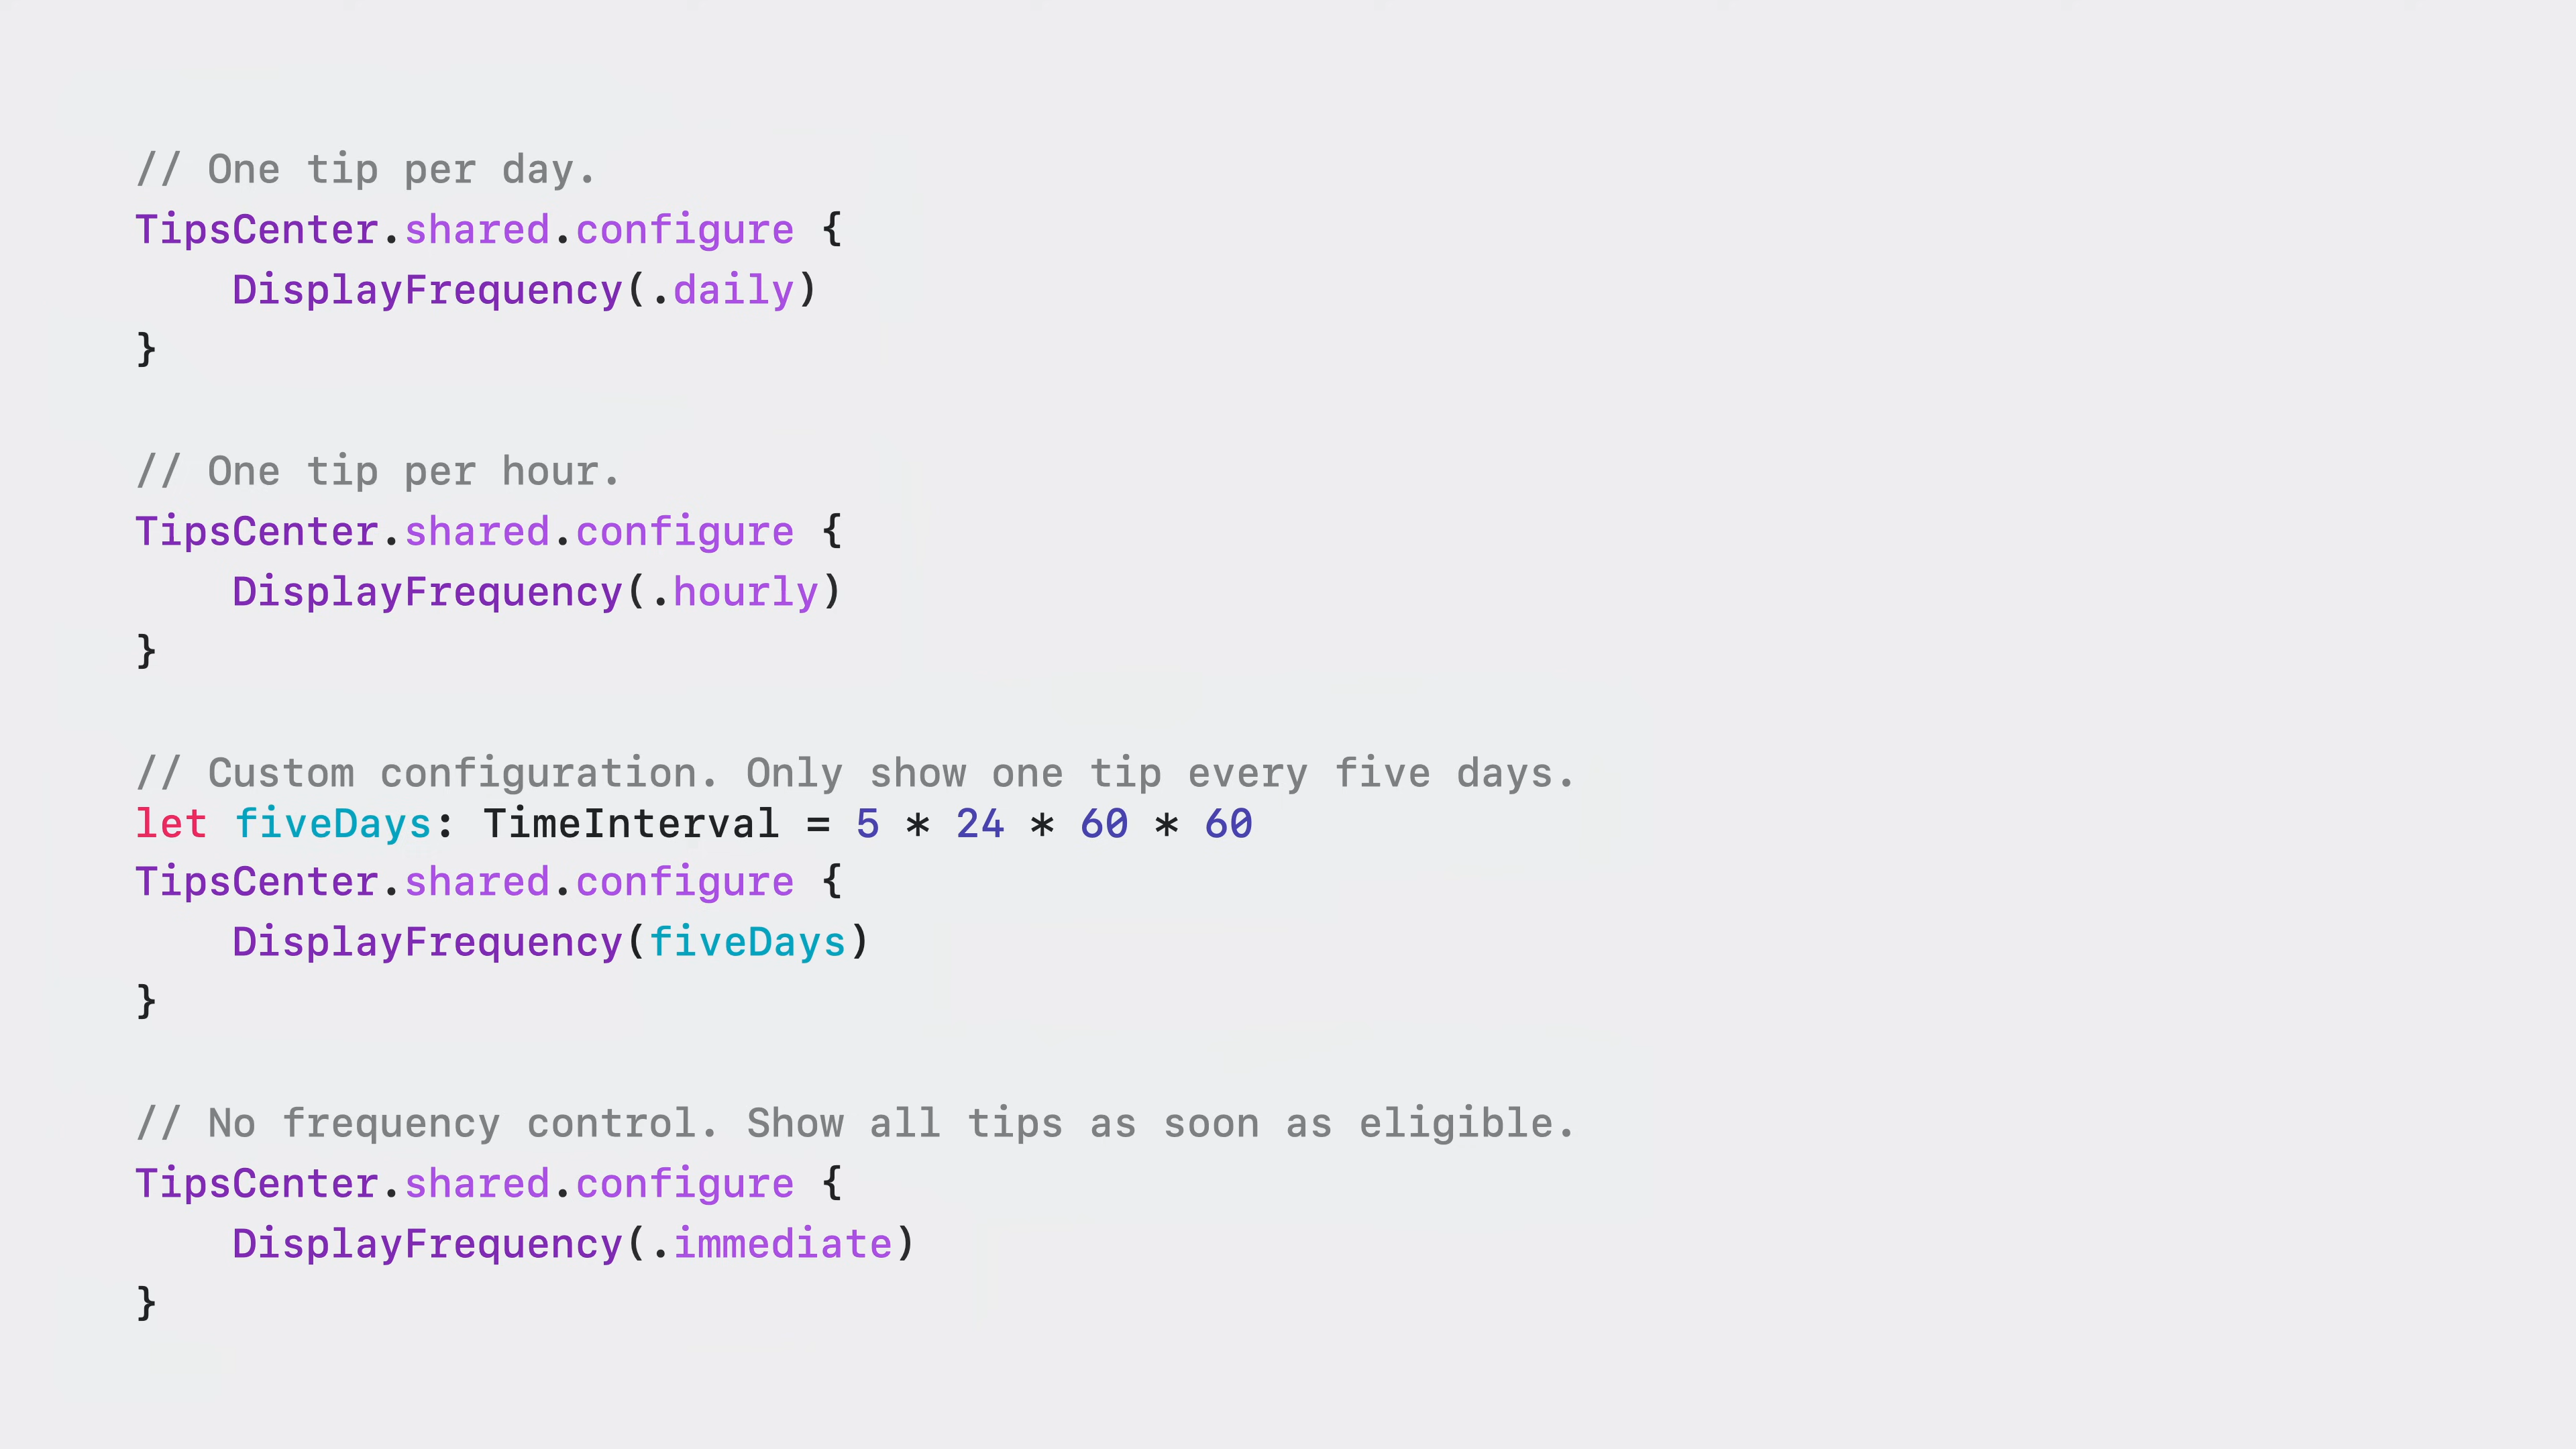 // One tip per day.
TipsCenter.shared.configure {
    DisplayFrequency(.daily)
}

// One tip per hour.
TipsCenter.shared.configure {
    DisplayFrequency(.hourly)
}

// Custom configuration. Only show one tip every five days.
let fiveDays: TimeInterval = 5 * 24 * 60 * 60
TipsCenter.shared.configure {
    DisplayFrequency(fiveDays)
}

// No frequency control. Show all tips as soon as eligible.
TipsCenter.shared.configure {
    DisplayFrequency(.immediate)
}